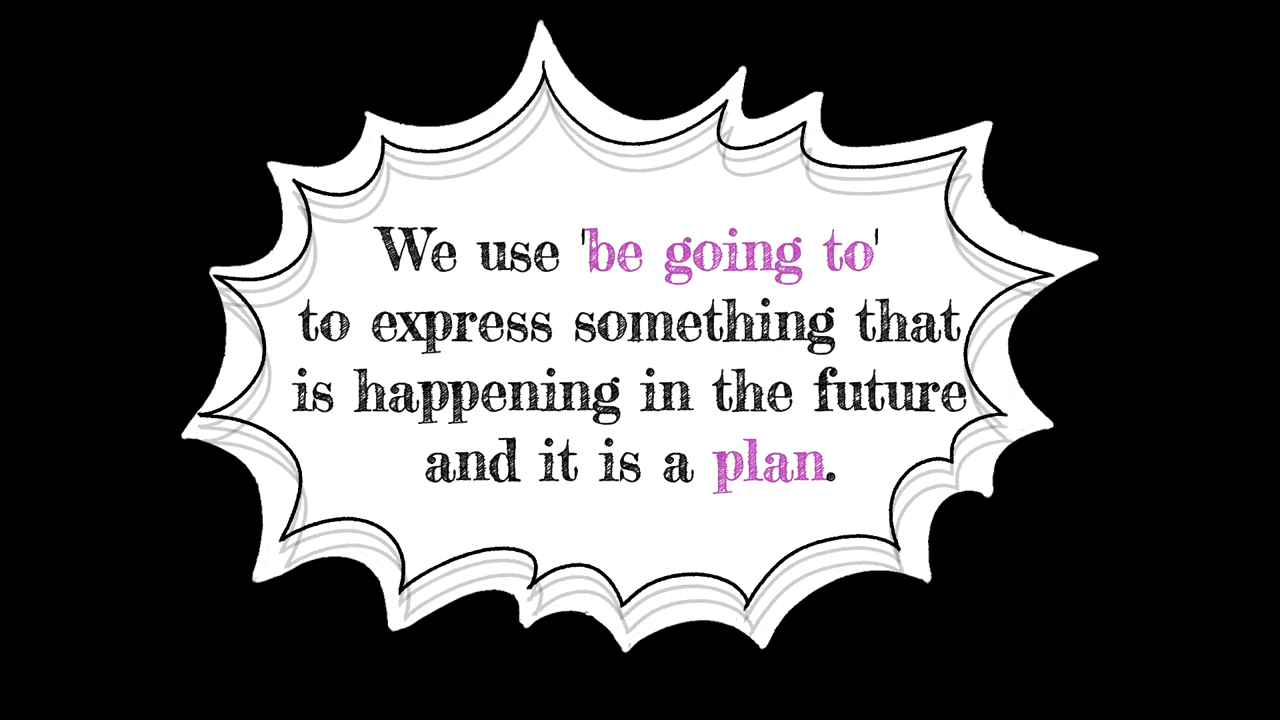 We use 'be going to'
to express something that
is happening in the future
and it is a plan.